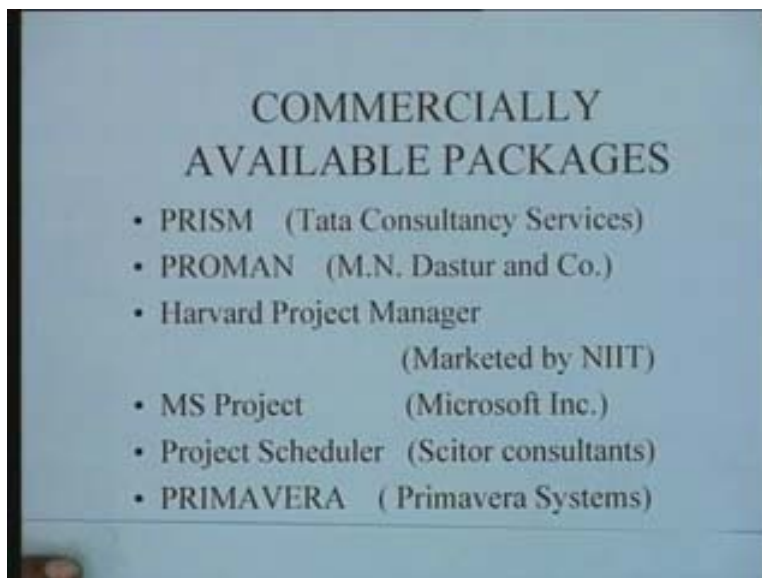 COMMERCIALLY
AVAILABLE PACKAGES
• PRISM (Tata Consultancy Services)
• PROMAN (M.N. Dastur and Co.)
• Harvard Project Manager
(Marketed by NIIT)
• MS Project (Microsoft Inc.)
• Project Scheduler (Scitor consultants)
• PRIMAVERA ( Primavera Systems)